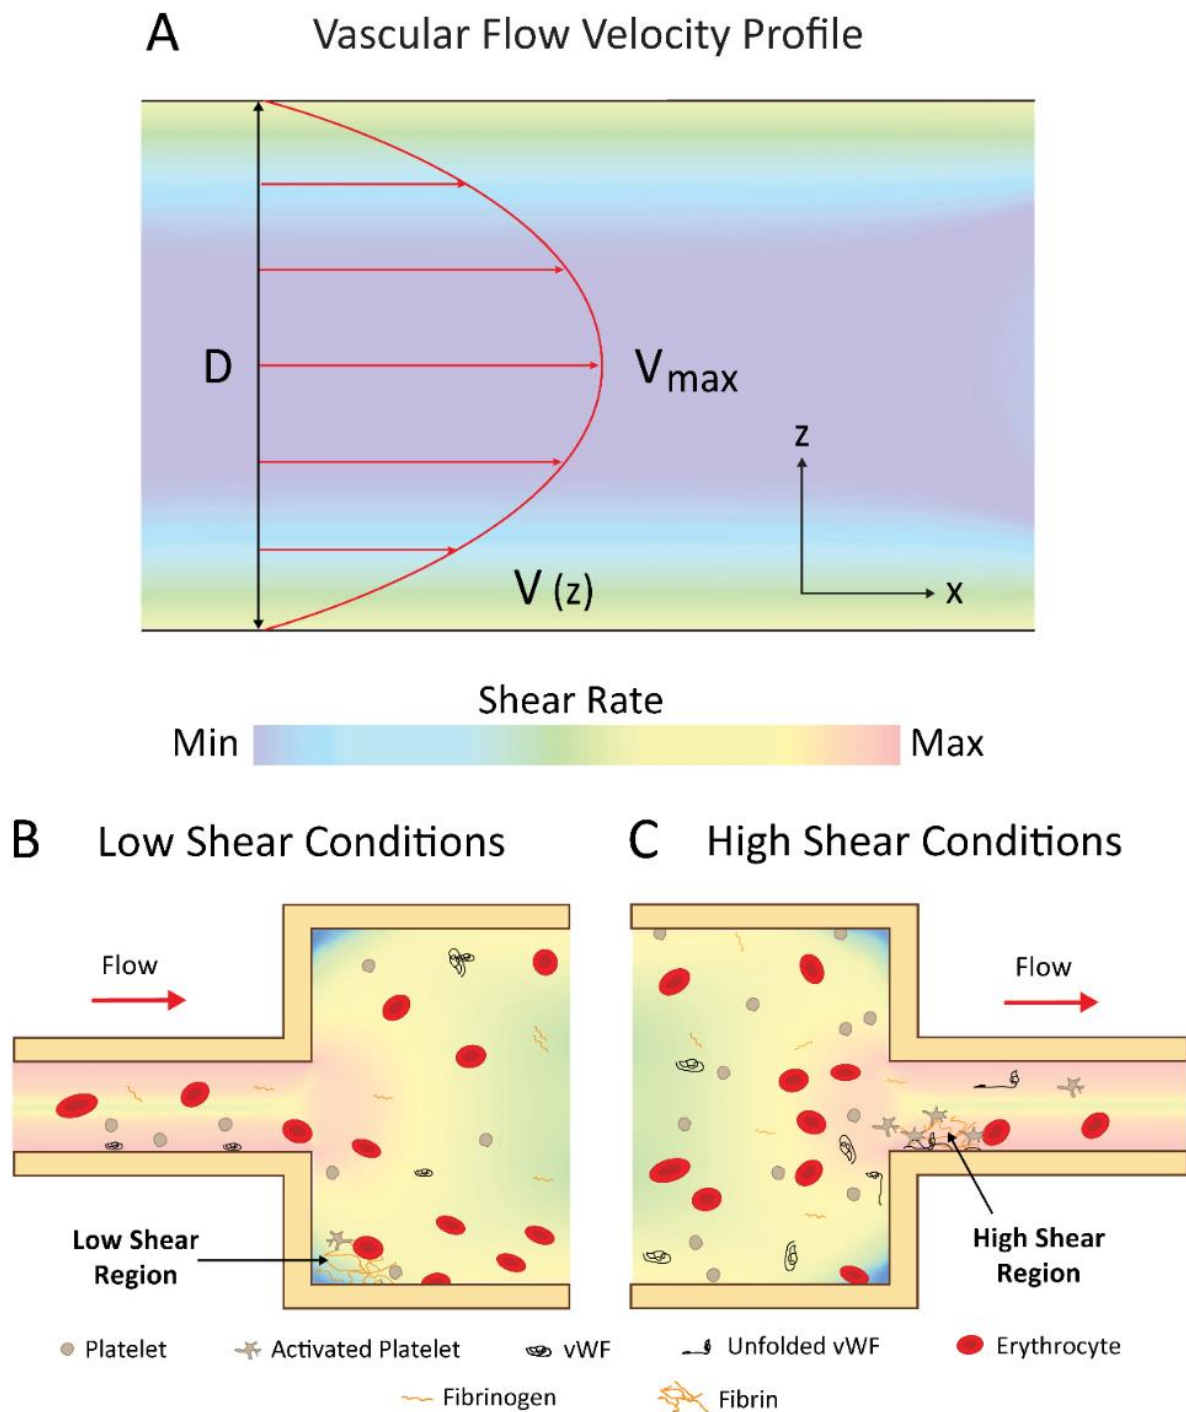 A
Vascular Flow Velocity Profile
D
Vmax
z
x
V (z)
Shear Rate
Min
Max
B
Low Shear Conditions
C
High Shear Conditions
Flow
Flow
Low Shear
Region
High Shear
Region
Platelet
Activated Platelet
vWF
Unfolded vWF
Erythrocyte
Fibrinogen
Fibrin